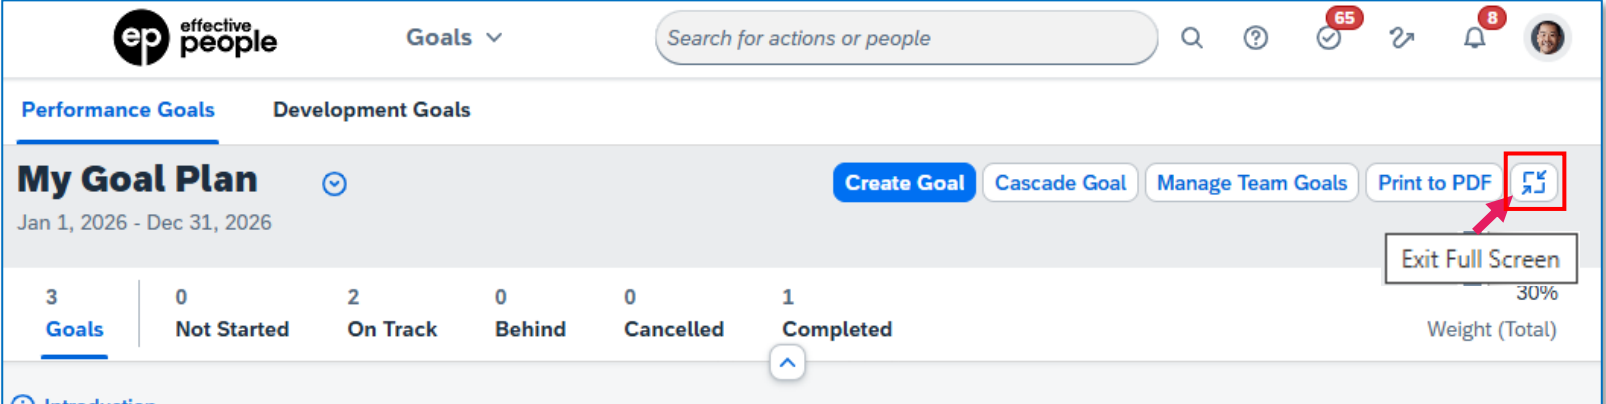 effective
people
ep
Goals
Search for actions or people
65
8
Performance Goals
Development Goals
My Goal Plan
Create Goal
Cascade Goal
Manage Team Goals
Print to PDF
Jan 1, 2026 - Dec 31, 2026
Exit Full Screen
3
0
2
0
0
1
30%
Goals
Not Started
On Track
Behind
Cancelled
Completed
Weight (Total)
Introduction